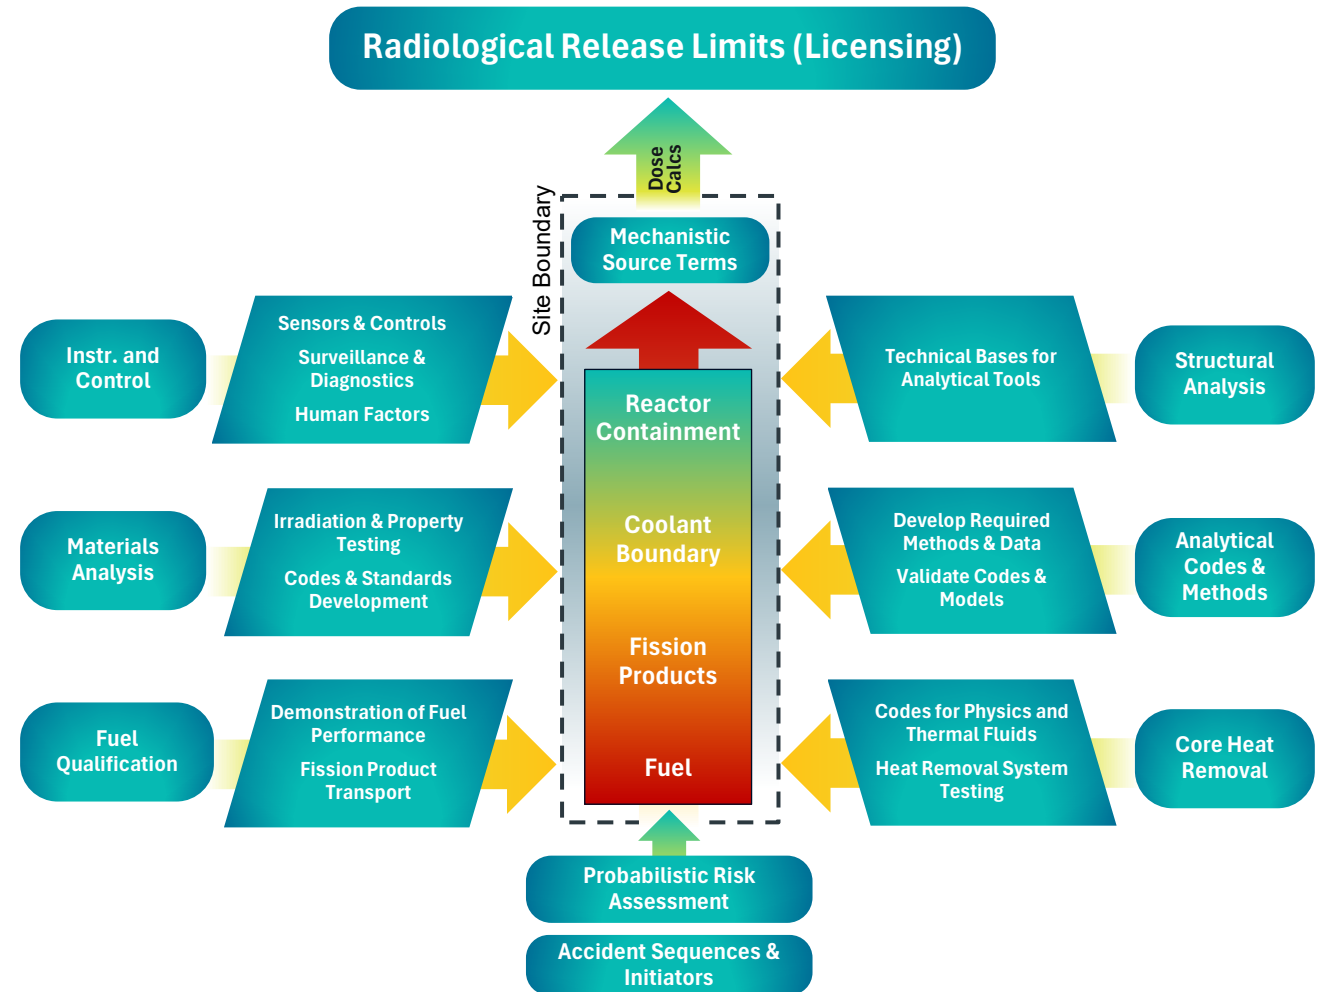 Radiological Release Limits (Licensing)
Dose
Calcs
Site Boundary
Mechanistic
Source Terms
Instr. and
Control
Sensors & Controls
Surveillance &
Diagnostics
Human Factors
Reactor
Containment
Technical Bases for
Analytical Tools
Structural
Analysis
Materials
Analysis
Irradiation & Property
Testing
Codes & Standards
Development
Coolant
Boundary
Develop Required
Methods & Data
Validate Codes &
Models
Analytical
Codes &
Methods
Fuel
Qualification
Demonstration of Fuel
Performance
Fission Product
Transport
Fission
Products
Fuel
Codes for Physics and
Thermal Fluids
Heat Removal System
Testing
Core Heat
Removal
Probabilistic Risk
Assessment
Accident Sequences &
Initiators